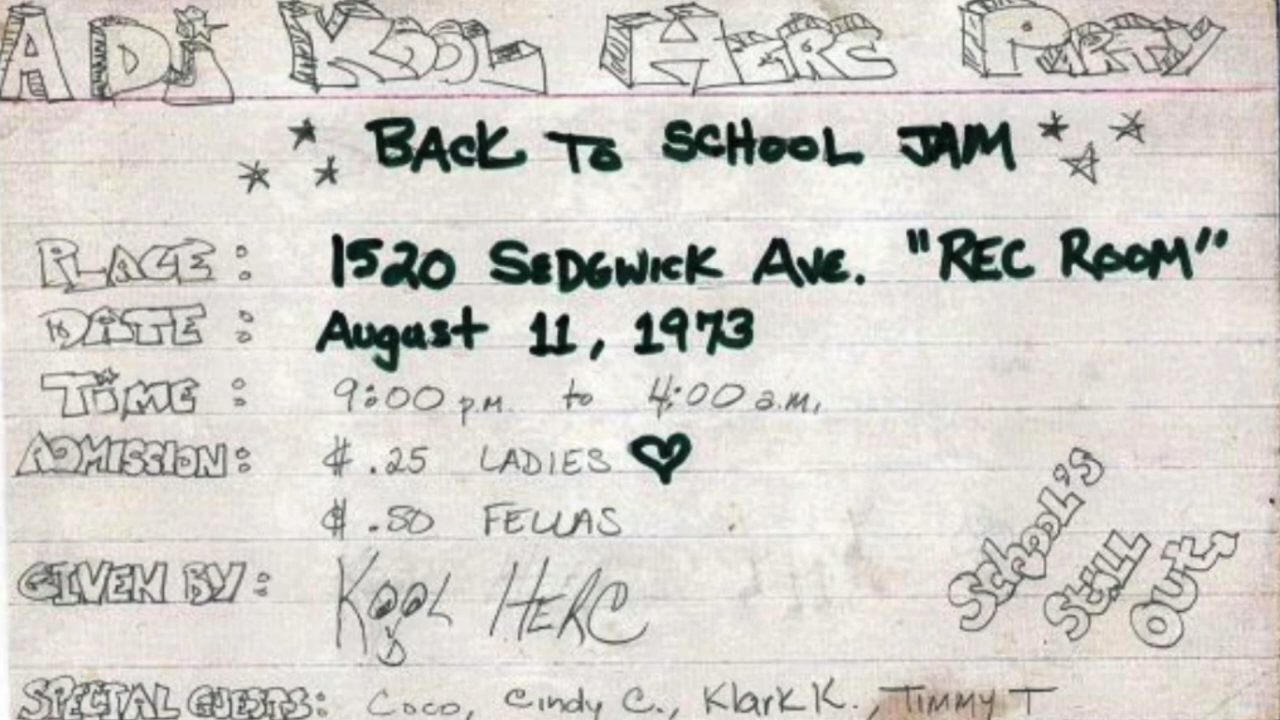 A DJ KOOL HERC PARTY
BACK TO SCHOOL JAM
PLACE: 1520 SEDGWICK AVE. "REC ROOM"
DATE: August 11, 1973
TIME: 9:00 p.m. to 4:00 a.m.
ADMISSION: $.25 LADIES
$.50 FELLAS
School's
Still
Out
GIVEN BY: KOOL HERC
SPECIAL GUESTS: Coco, Cindy C., Klark K., Timmy T